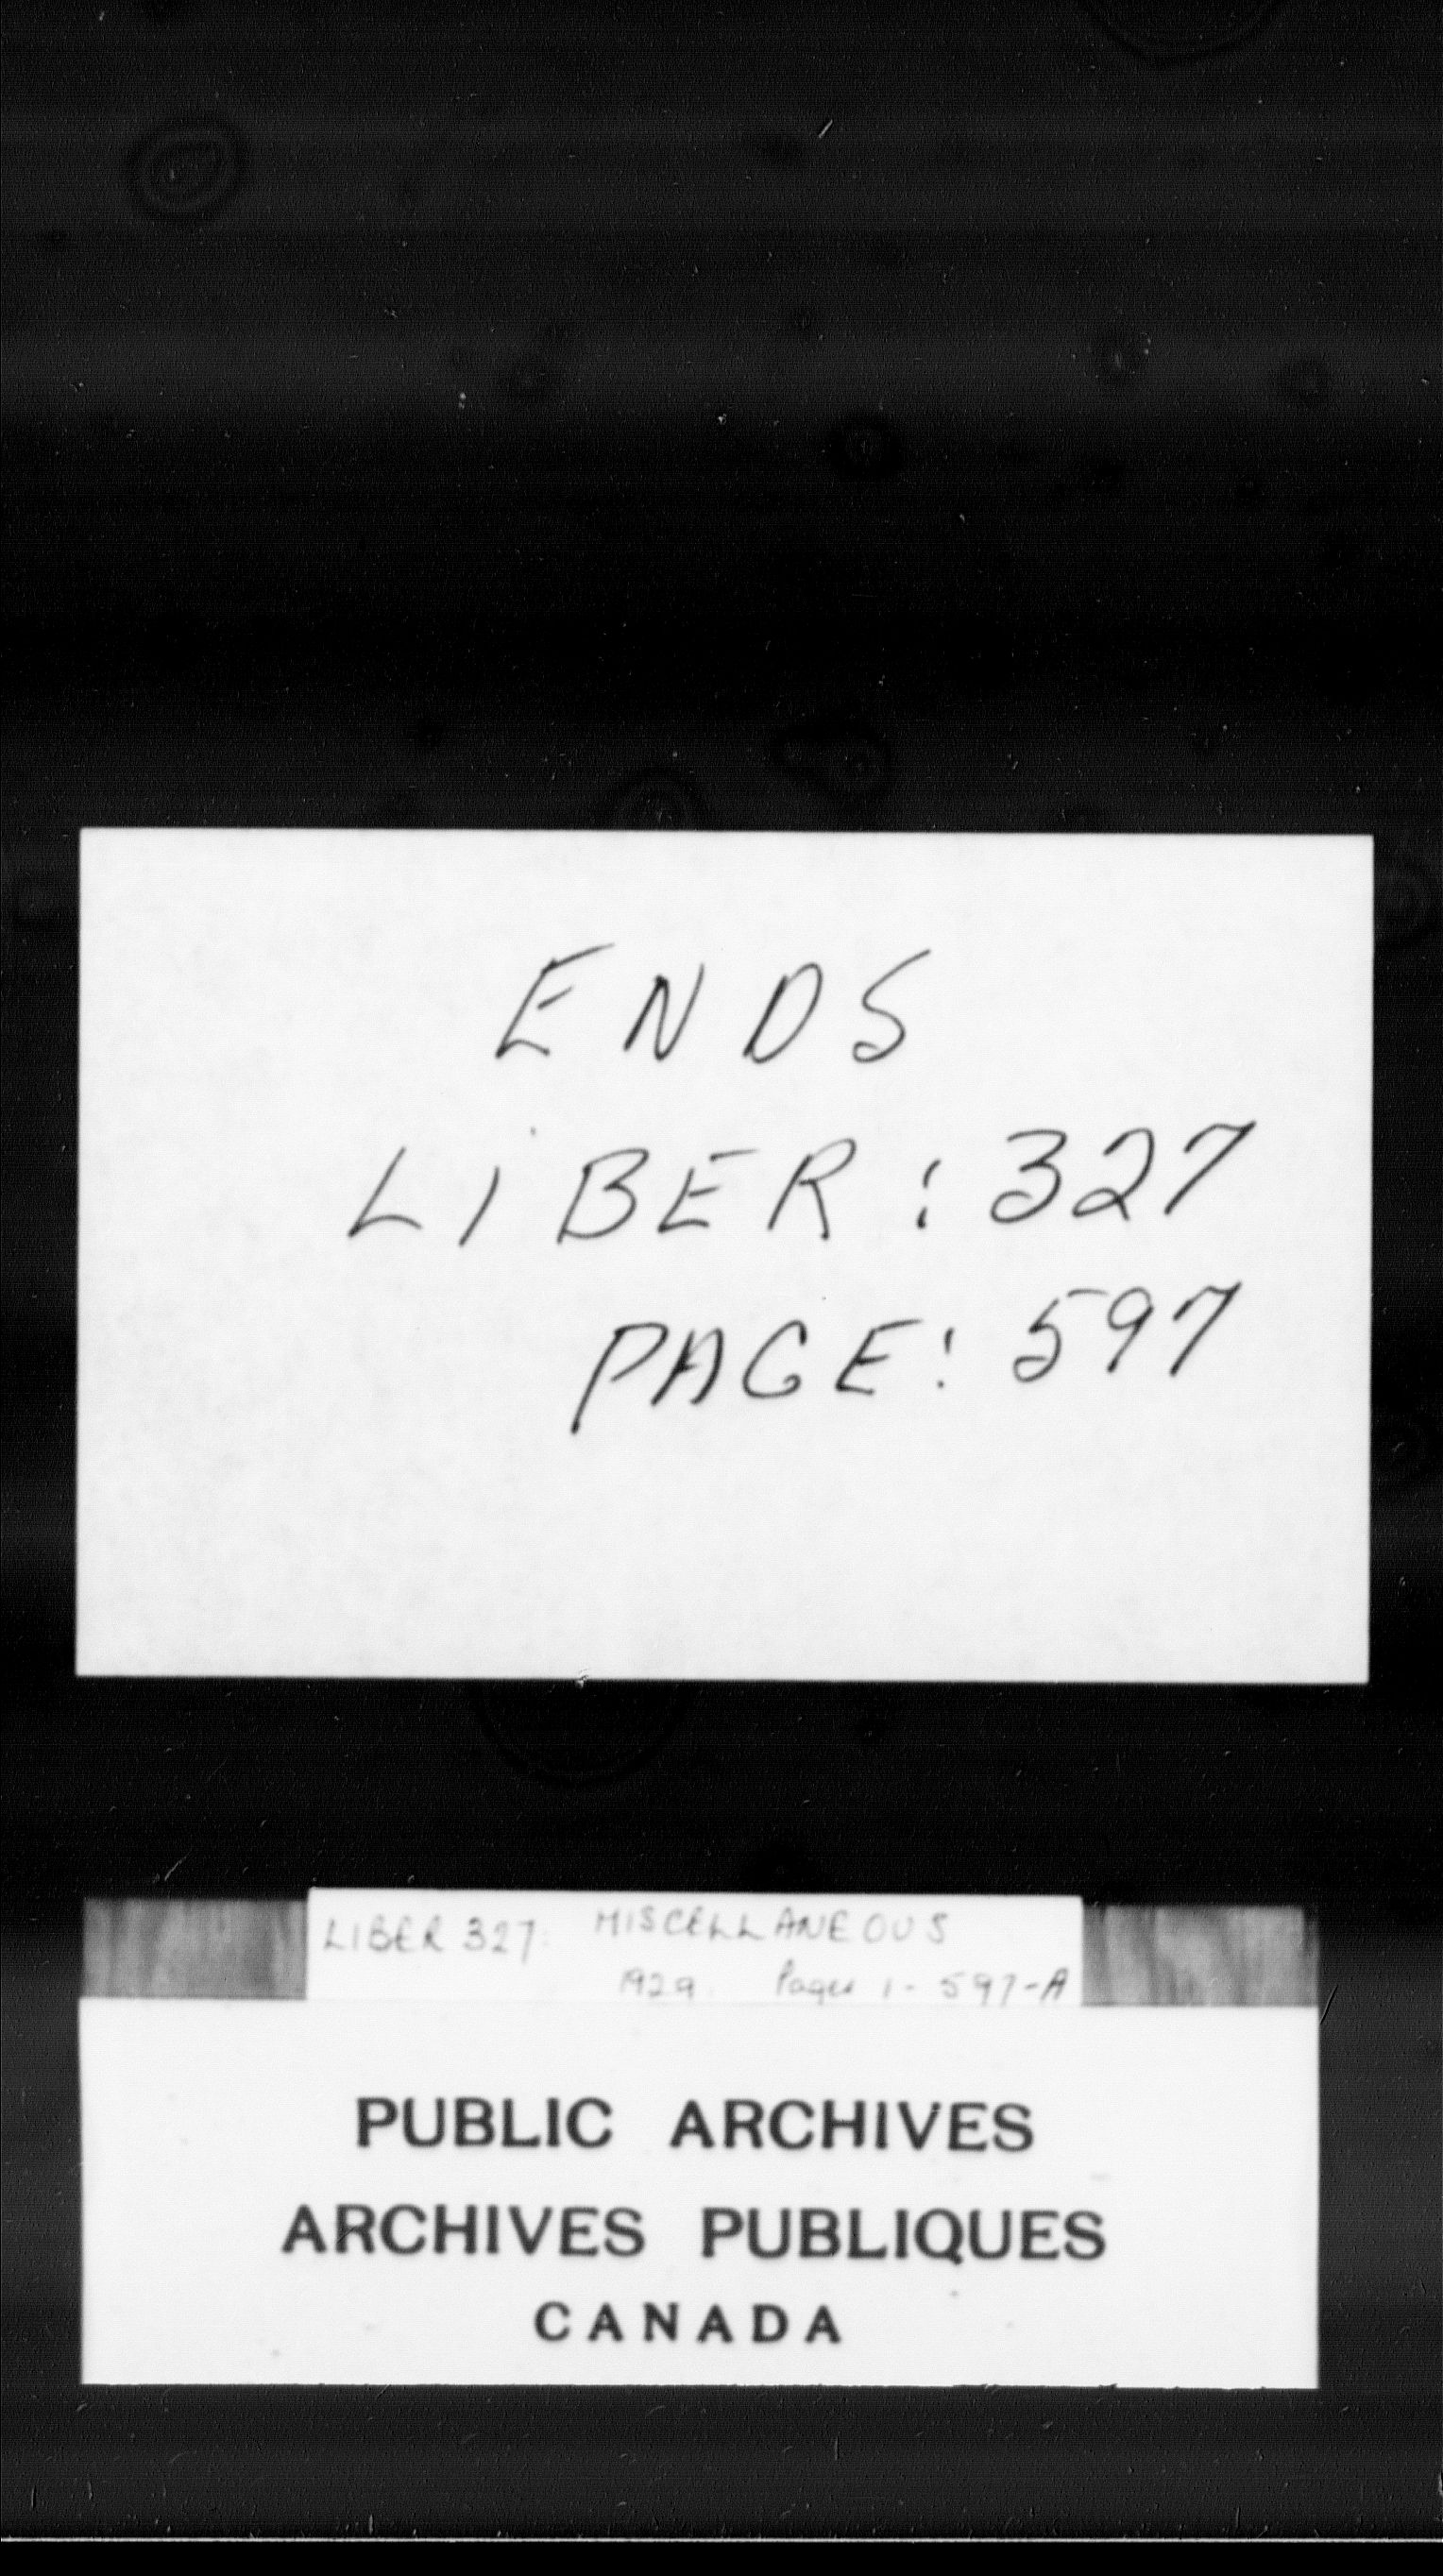 ENDS
LIBER: 327
PAGE: 597
LIBER 327: MISCELLANEOUS
1929. Pages 1 - 597-A
PUBLIC ARCHIVES
ARCHIVES PUBLIQUES
CANADA